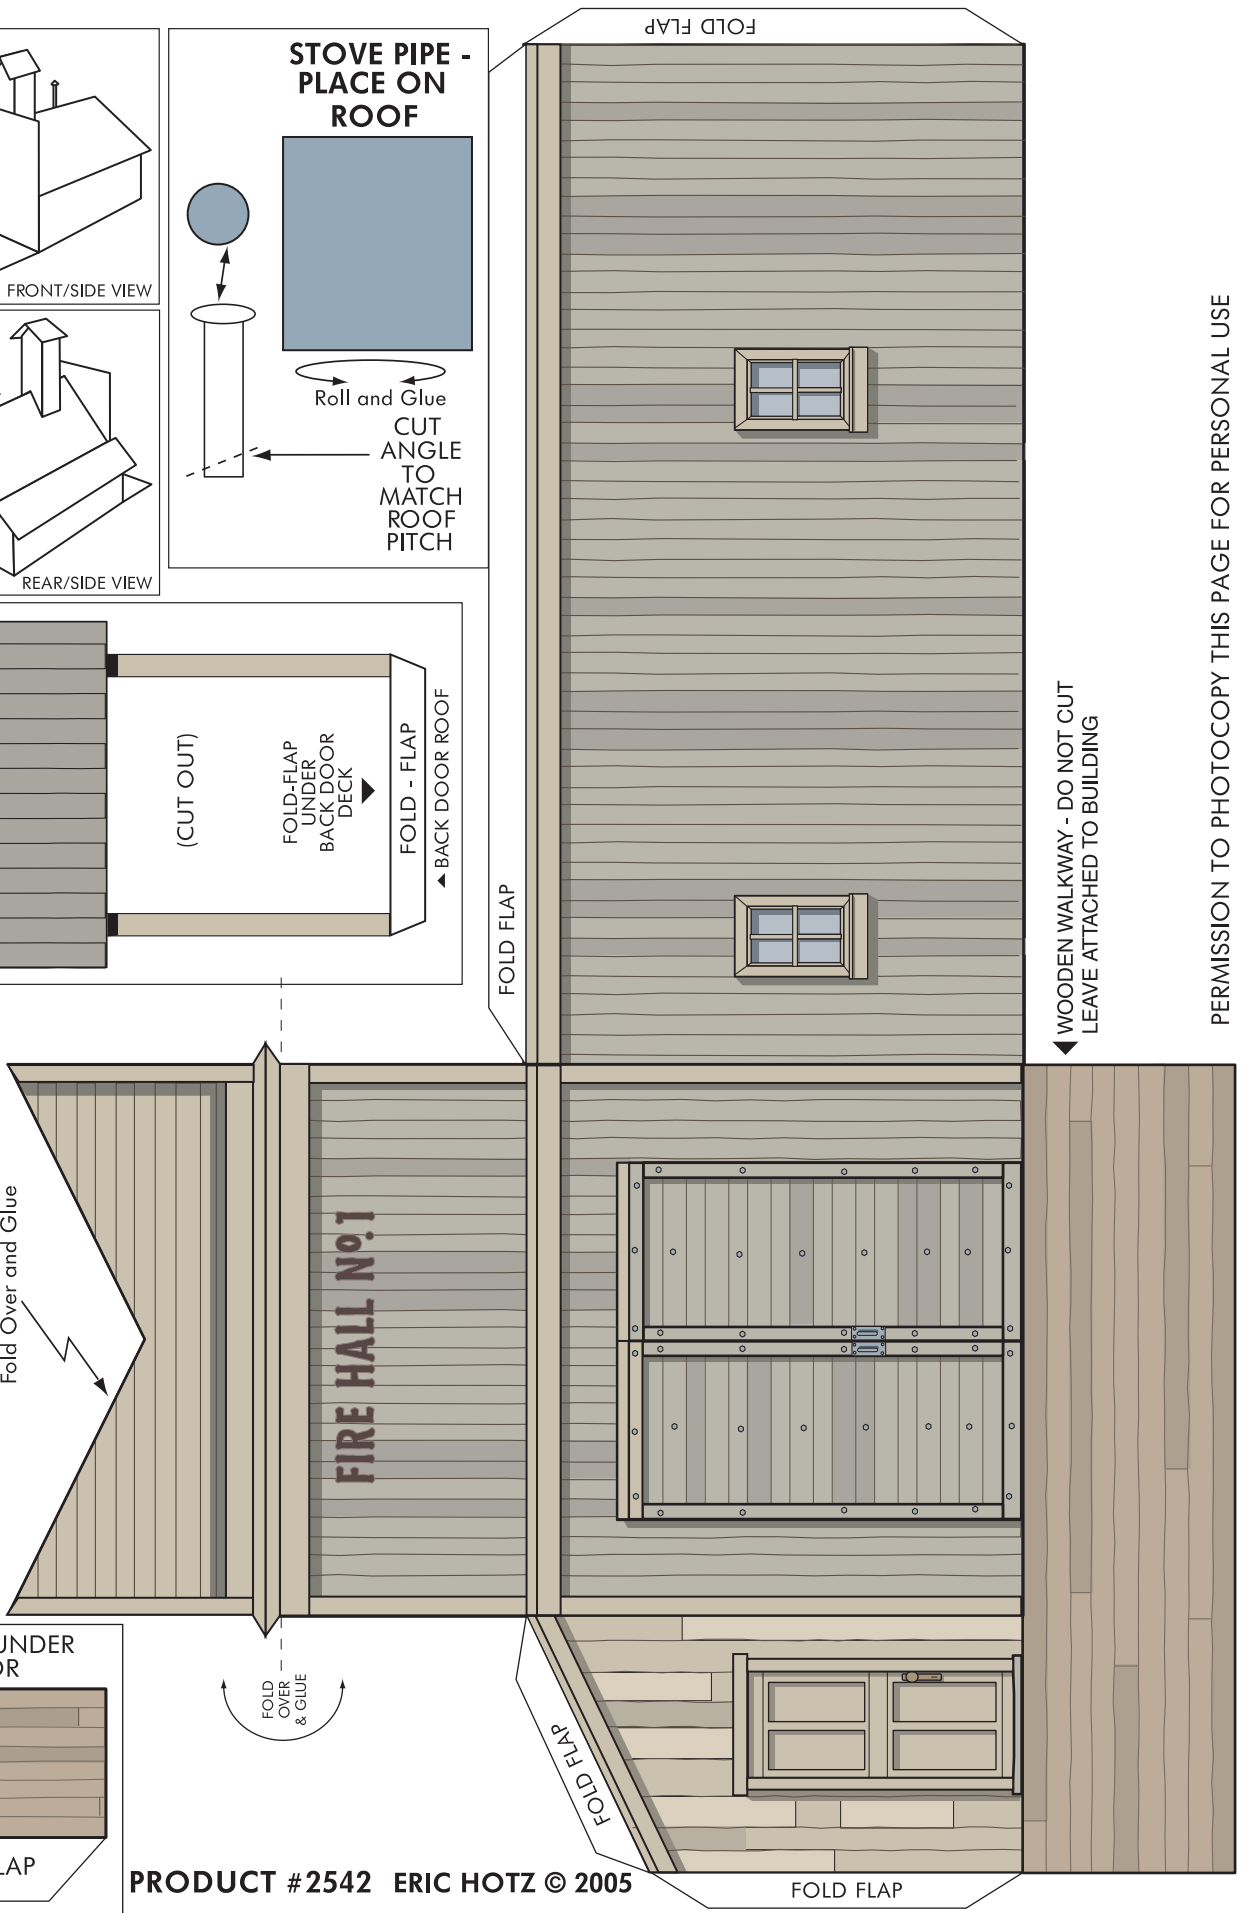 FOLD FLAP
STOVE PIPE -
PLACE ON
ROOF
FRONT/SIDE VIEW
Roll and Glue
CUT
ANGLE
TO
MATCH
ROOF
PITCH
REAR/SIDE VIEW
(CUT OUT)
FOLD-FLAP
UNDER
BACK DOOR
DECK
FOLD - FLAP
BACK DOOR ROOF
FOLD FLAP
WOODEN WALKWAY - DO NOT CUT
LEAVE ATTACHED TO BUILDING
PERMISSION TO PHOTOCOPY THIS PAGE FOR PERSONAL USE
Fold Over and Glue
FIRE HALL Nº.1
UNDER
OR
FOLD
OVER
& GLUE
FOLD FLAP
LAP
PRODUCT #2542 ERIC HOTZ © 2005
FOLD FLAP